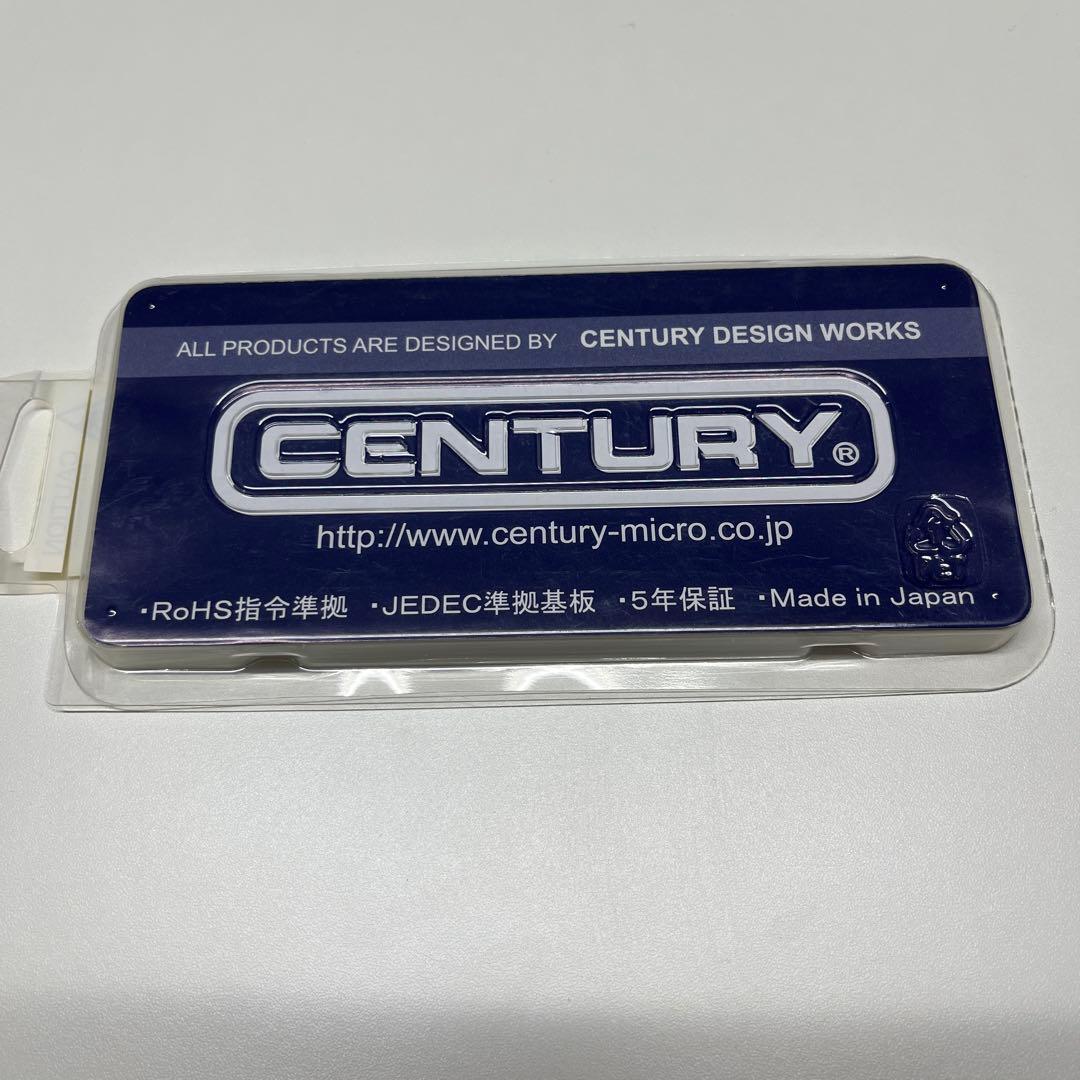 ALL PRODUCTS ARE DESIGNED BY CENTURY DESIGN WORKS
CENTURY®
http://www.century-micro.co.jp
・RoHS指令準拠 ・JEDEC準拠基板 ・5年保証 ・Made in Japan
PET